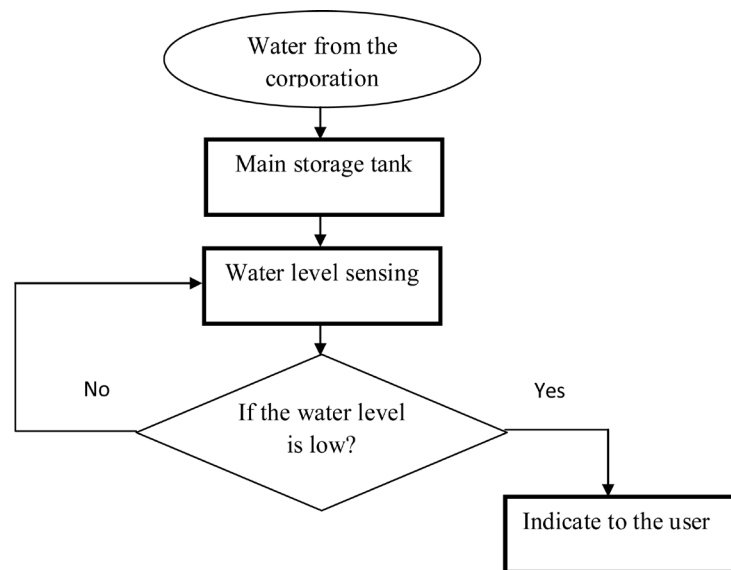 Water from the
corporation
Main storage tank
Water level sensing
No
Yes
If the water level
is low?
Indicate to the user